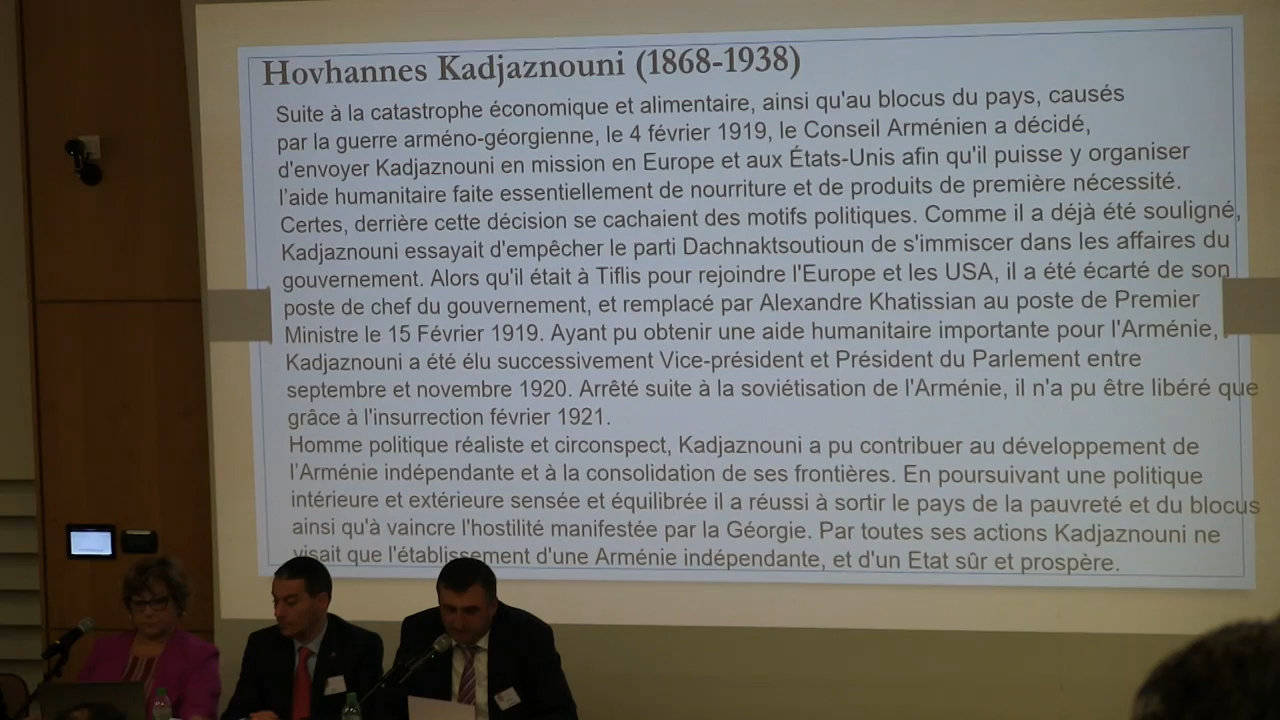 Hovhannes Kadjaznouni (1868-1938)
Suite à la catastrophe économique et alimentaire, ainsi qu'au blocus du pays, causés
par la guerre arméno-géorgienne, le 4 février 1919, le Conseil Arménien a décidé,
d'envoyer Kadjaznouni en mission en Europe et aux États-Unis afin qu'il puisse y organiser
l'aide humanitaire faite essentiellement de nourriture et de produits de première nécessité.
Certes, derrière cette décision se cachaient des motifs politiques. Comme il a déjà été souligné,
Kadjaznouni essayait d'empêcher le parti Dachnaktsoutioun de s'immiscer dans les affaires du
gouvernement. Alors qu'il était à Tiflis pour rejoindre l'Europe et les USA, il a été écarté de son
poste de chef du gouvernement, et remplacé par Alexandre Khatissian au poste de Premier
Ministre le 15 Février 1919. Ayant pu obtenir une aide humanitaire importante pour l'Arménie,
Kadjaznouni a été élu successivement Vice-président et Président du Parlement entre
septembre et novembre 1920. Arrêté suite à la soviétisation de l'Arménie, il n'a pu être libéré que
grâce à l'insurrection février 1921.
Homme politique réaliste et circonspect, Kadjaznouni a pu contribuer au développement de
l'Arménie indépendante et à la consolidation de ses frontières. En poursuivant une politique
intérieure et extérieure sensée et équilibrée il a réussi à sortir le pays de la pauvreté et du blocus
ainsi qu'à vaincre l'hostilité manifestée par la Géorgie. Par toutes ses actions Kadjaznouni ne
visait que l'établissement d'une Arménie indépendante, et d'un Etat sûr et prospère.